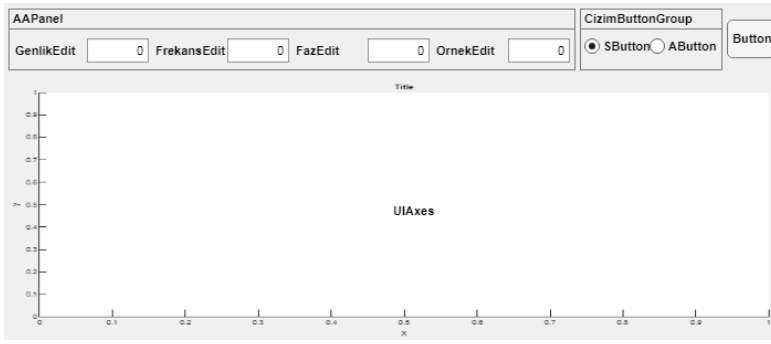 AAPanel
CizimButtonGroup
GenlikEdit 0 FrekansEdit 0 FazEdit 0 OrnekEdit 0
SButton AButton
Button
Title
1
0.9
0.8
0.7
0.6
0.5
0.4
0.3
0.2
0.1
0
Y
UIAxes
0 0.1 0.2 0.3 0.4 0.5 0.6 0.7 0.8 0.9 1
X